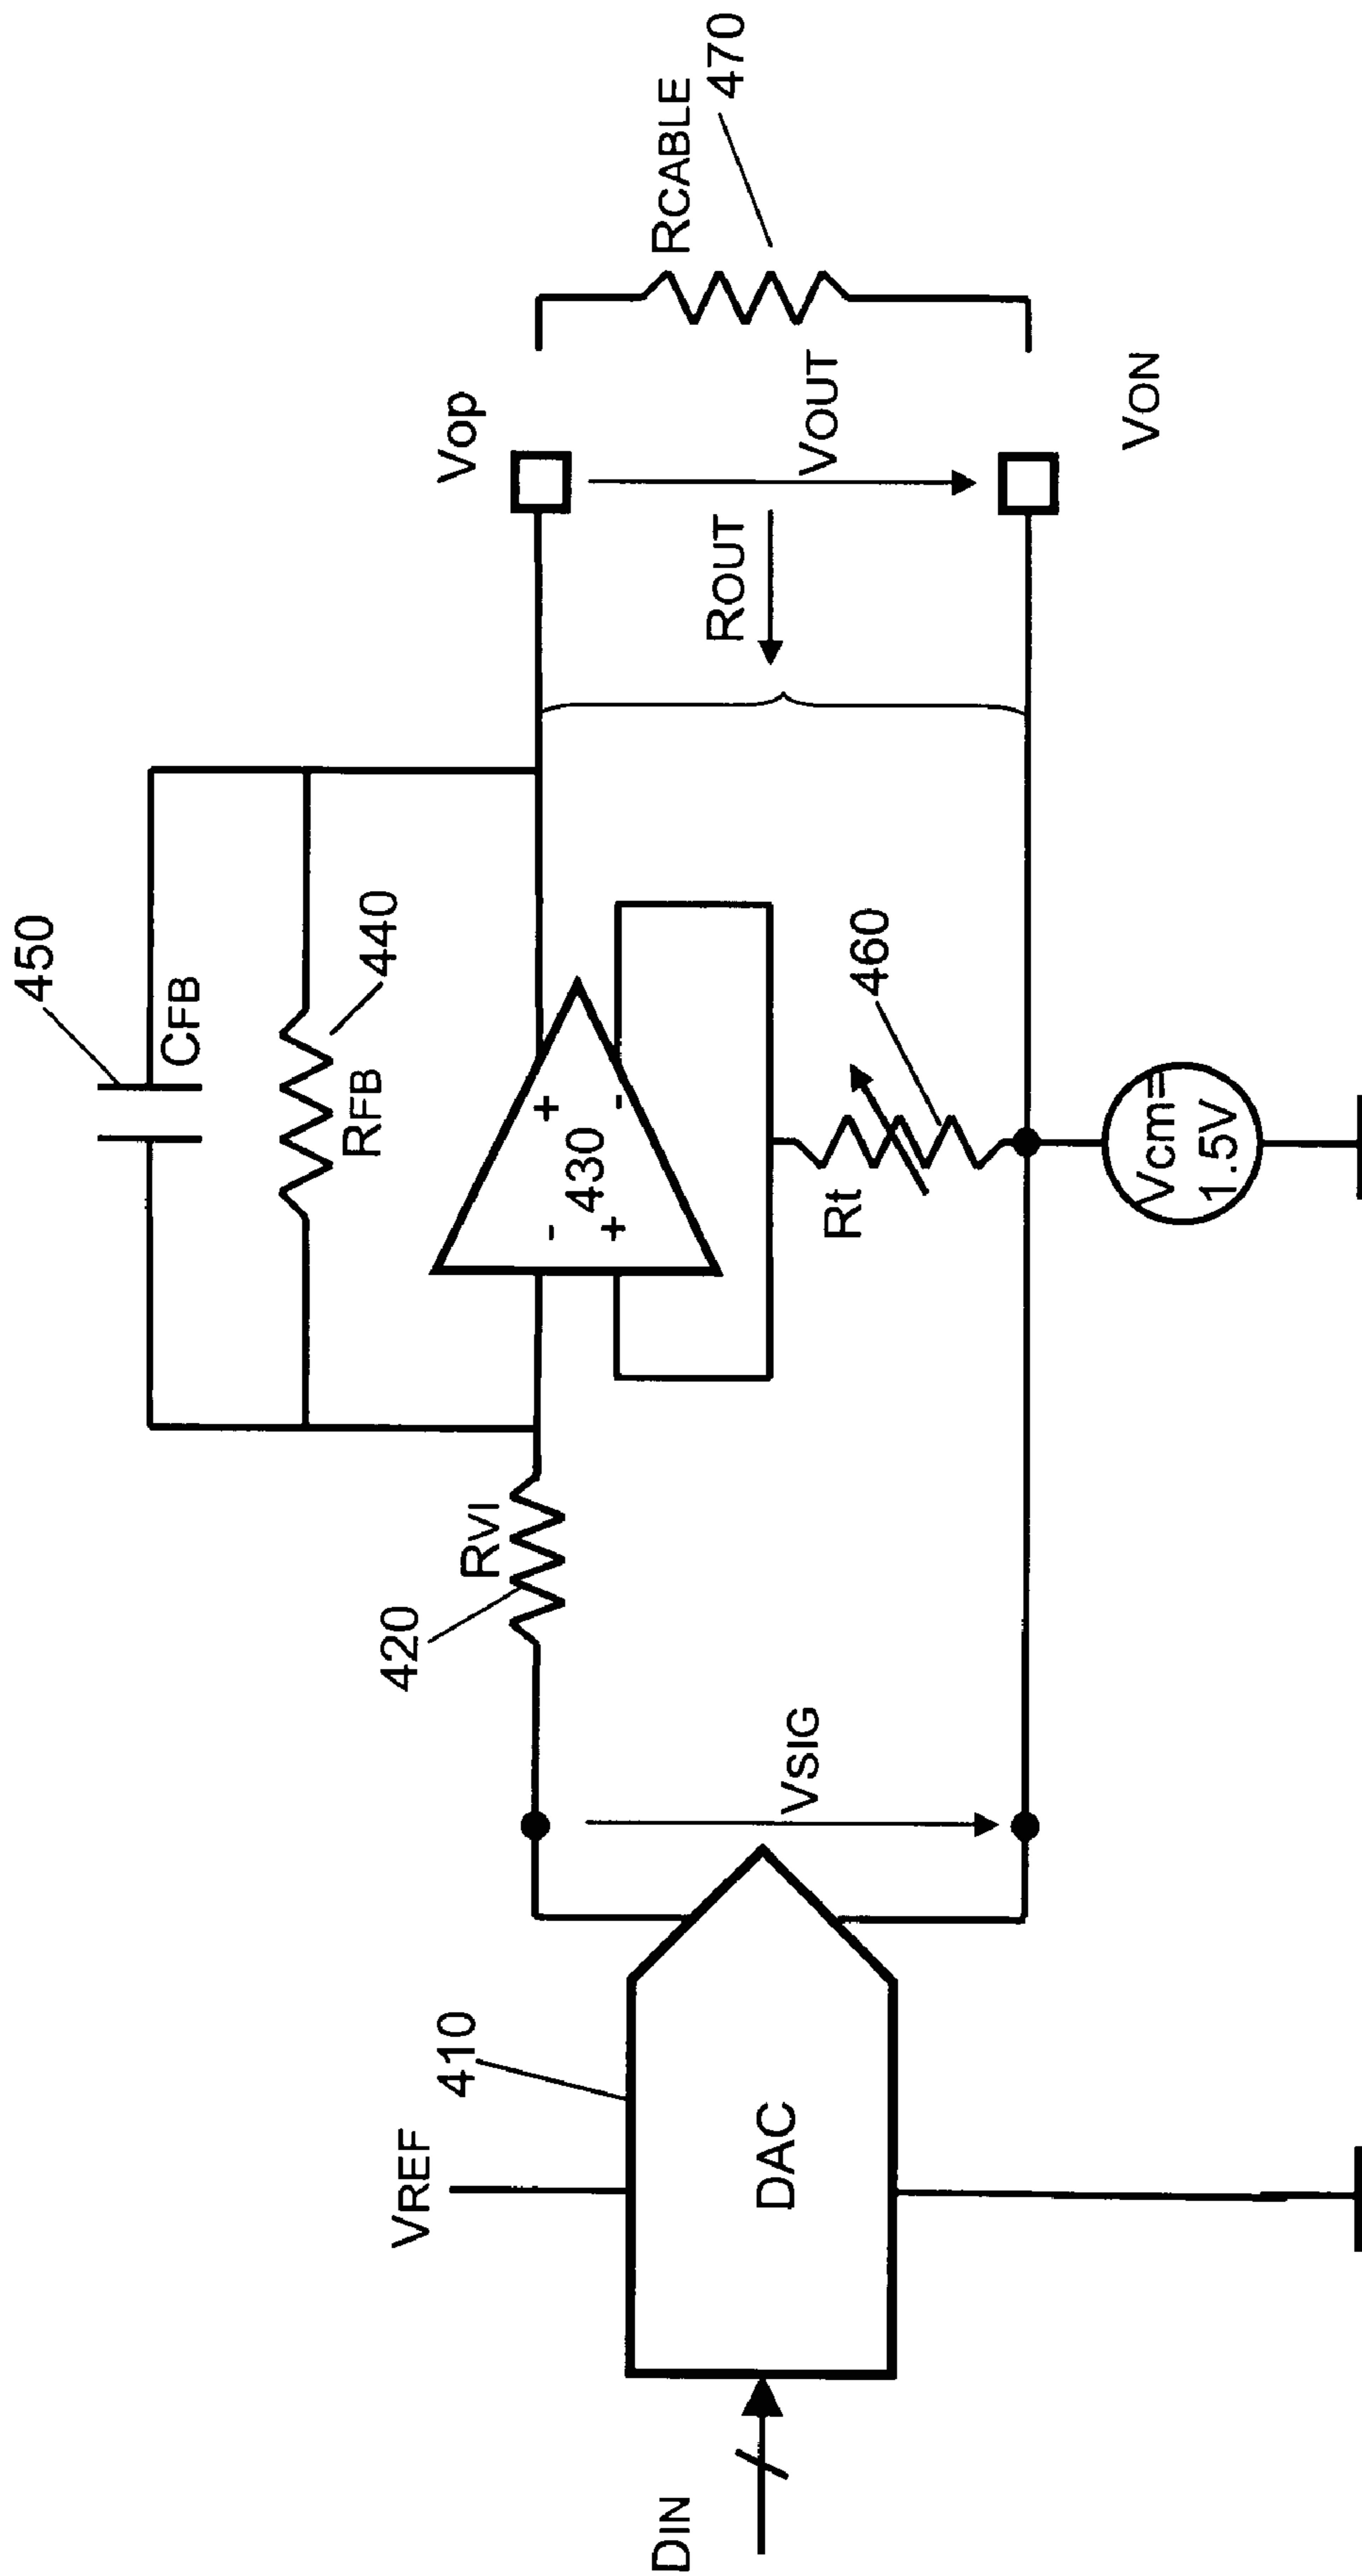 450
CFB
440
RFB
VREF
410
420
RVI
-
+
430
+
-
Vop
RCABLE
470
DIN
DAC
VSIG
Rt
460
ROUT
VOUT
Vcm=
1.5V
VON